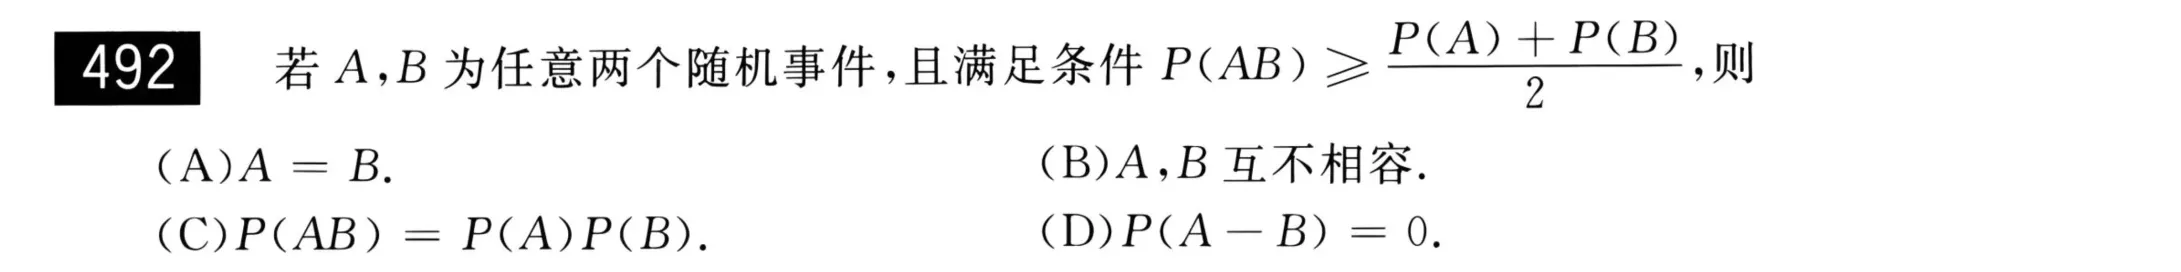 492 若 A,B 为任意两个随机事件,且满足条件 P(AB) ⩾ \frac{P(A) + P(B)}{2},则
(A)A = B. (B)A,B 互不相容.
(C)P(AB) = P(A)P(B). (D)P(A − B) = 0.